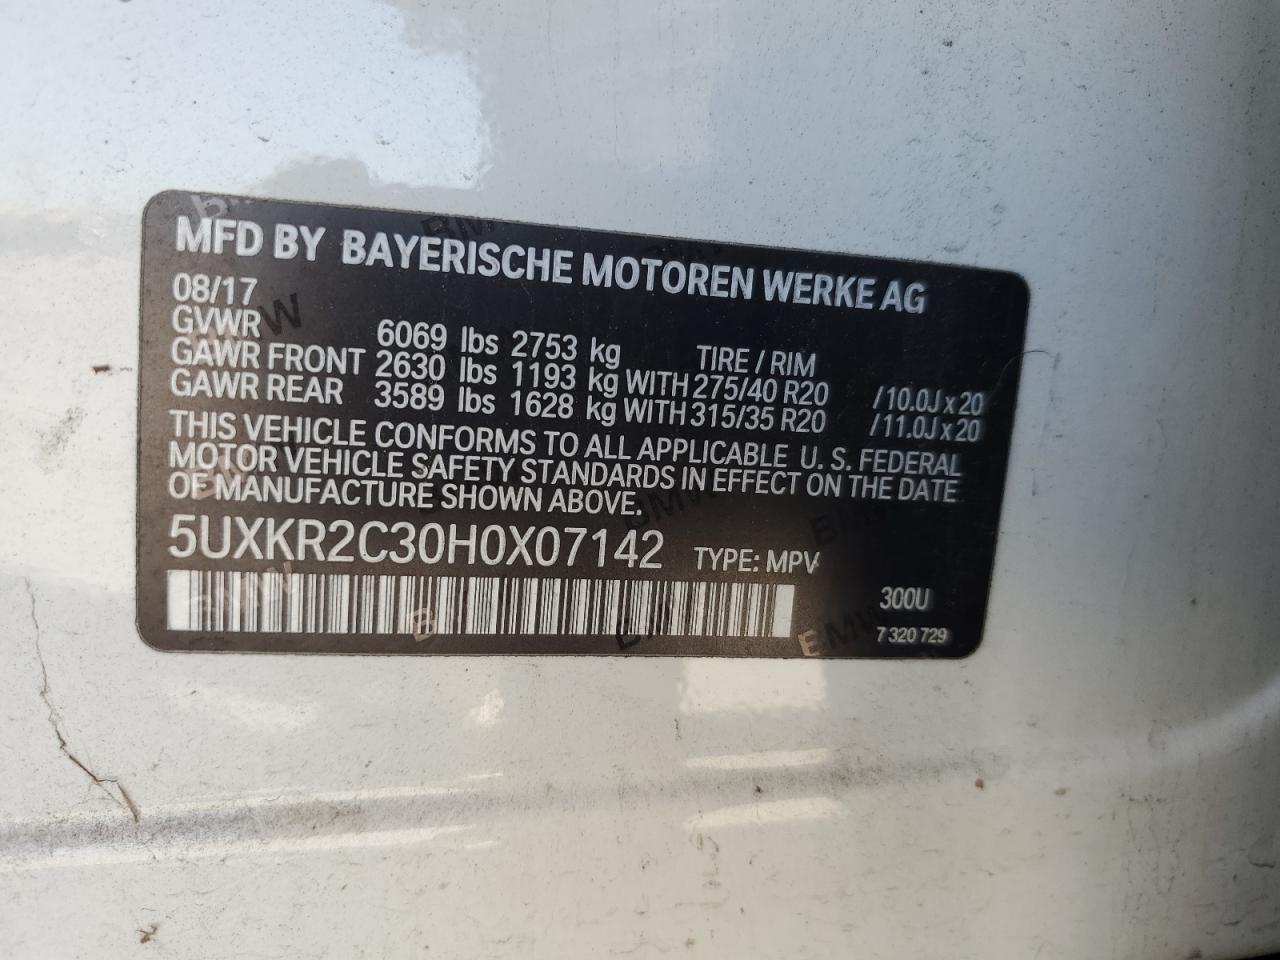 MFD BY BAYERISCHE MOTOREN WERKE AG
08/17
GVWR 6069 lbs 2753 kg TIRE / RIM
GAWR FRONT 2630 lbs 1193 kg WITH 275/40 R20 /10.0J x 20
GAWR REAR 3589 lbs 1628 kg WITH 315/35 R20 /11.0J x 20
THIS VEHICLE CONFORMS TO ALL APPLICABLE U. S. FEDERAL
MOTOR VEHICLE SAFETY STANDARDS IN EFFECT ON THE DATE
OF MANUFACTURE SHOWN ABOVE.
5UXKR2C30H0X07142 TYPE: MPV
300U
7 320 729